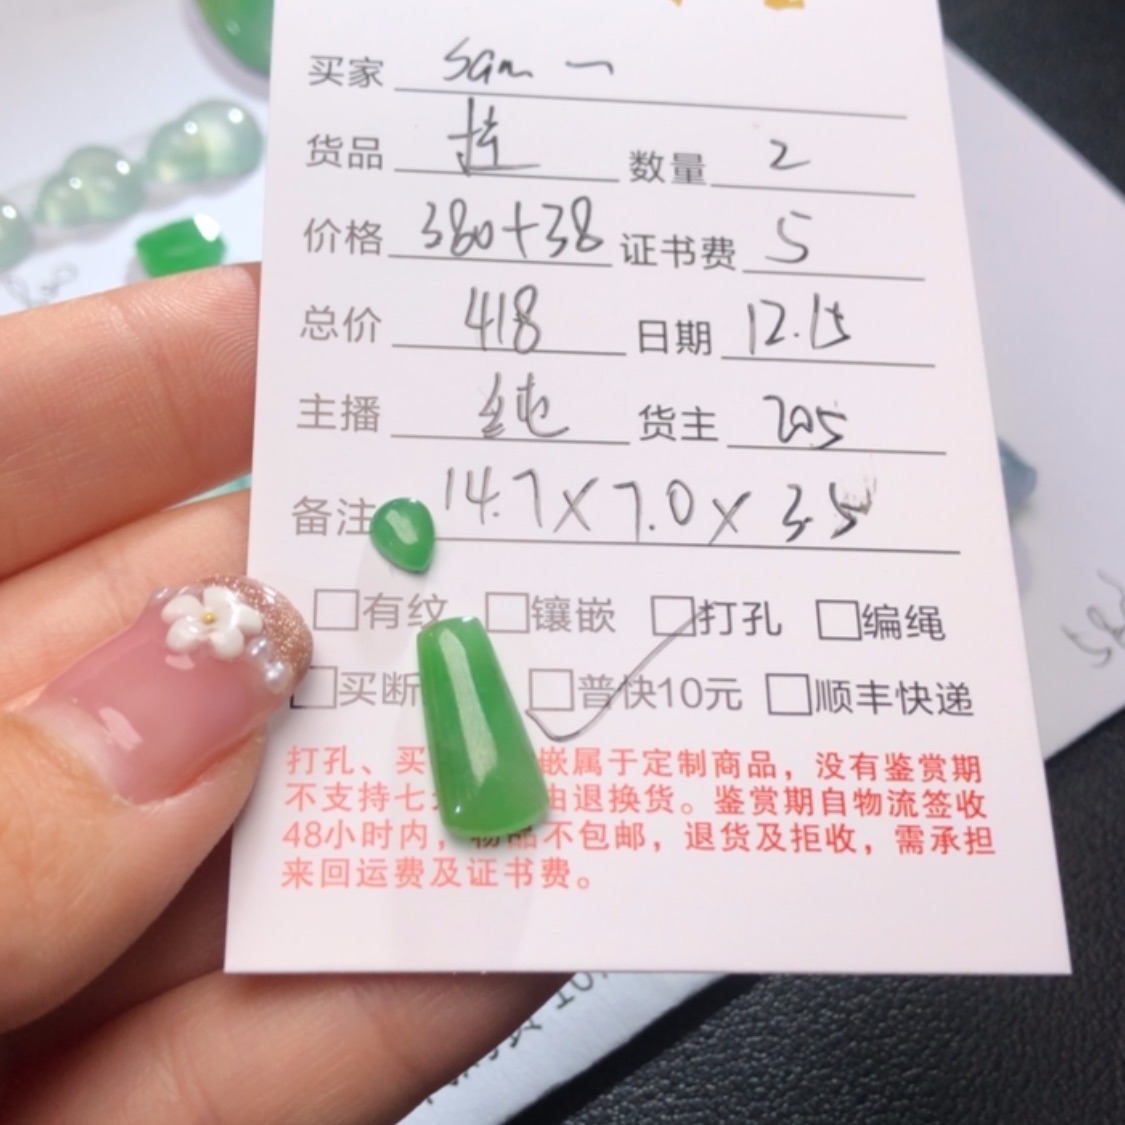 买家 san 一
货品 挂 数量 2
价格 380+38 证书费 5
总价 418 日期 12.15
主播 纯 货主 205
备注 14.7×7.0×3.5
□有纹 □镶嵌 □打孔 □编绳
□买断 □普快10元 □顺丰快递
打孔、买 嵌属于定制商品，没有鉴赏期
不支持七 由退换货。鉴赏期自物流签收
48小时内，物品不包邮，退货及拒收，需承担
来回运费及证书费。